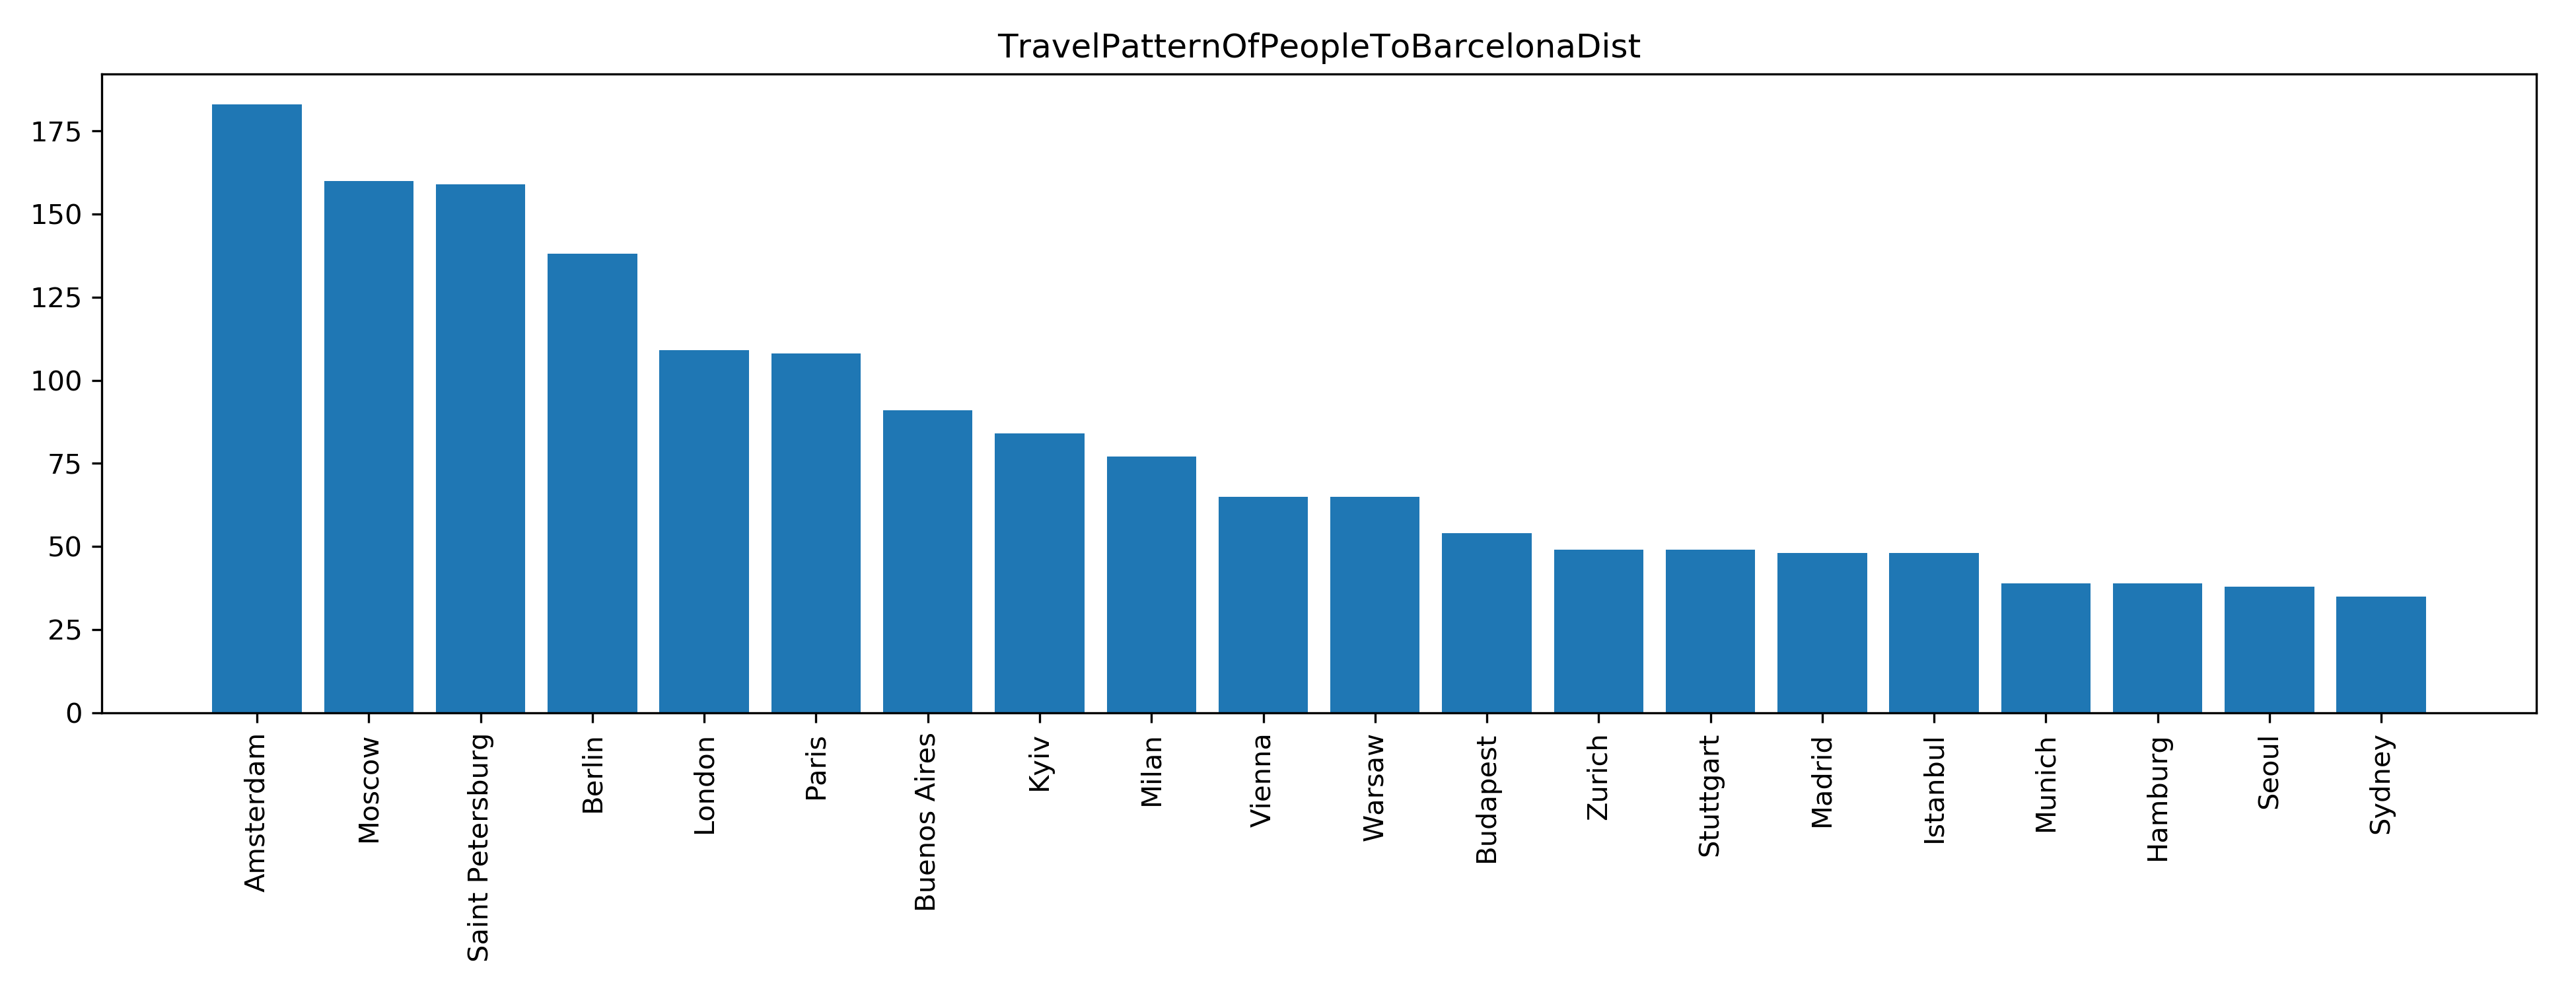 TravelPatternOfPeopleToBarcelonaDist
175
150
125
100
75
50
25
0
Amsterdam
Moscow
Saint Petersburg
Berlin
London
Paris
Buenos Aires
Kyiv
Milan
Vienna
Warsaw
Budapest
Zurich
Stuttgart
Madrid
Istanbul
Munich
Hamburg
Seoul
Sydney